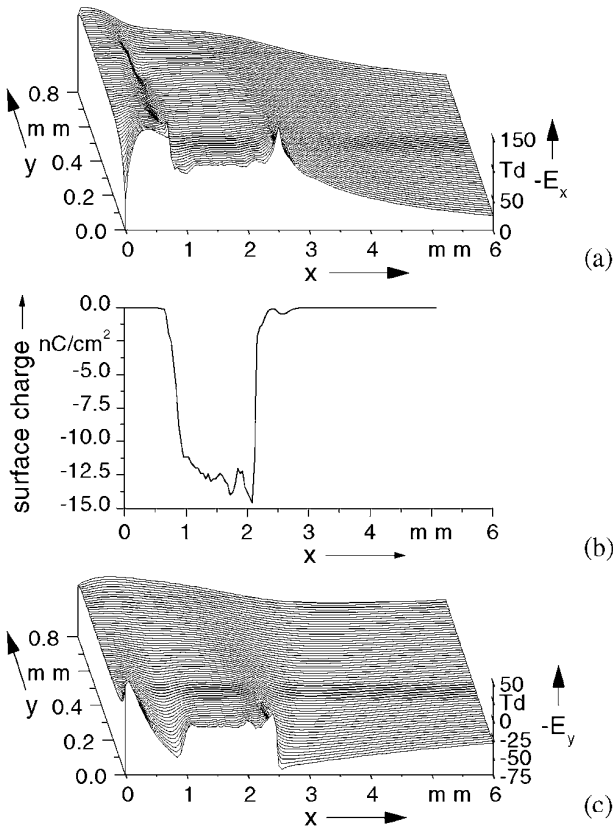 0.8
m m
y
0.4
0.2
0.0
150
Td
-E_x
50
0
0 1 2 3 4 m m 6
x
(a)
0.0
nC/cm²
-5.0
-7.5
-10.0
-12.5
-15.0
surface charge
0 1 2 3 4 m m 6
x
(b)
0.8
m m
y
0.4
0.2
0.0
50
Td
0
-E_y
-25
-50
-75
0 1 2 3 4 m m 6
x
(c)